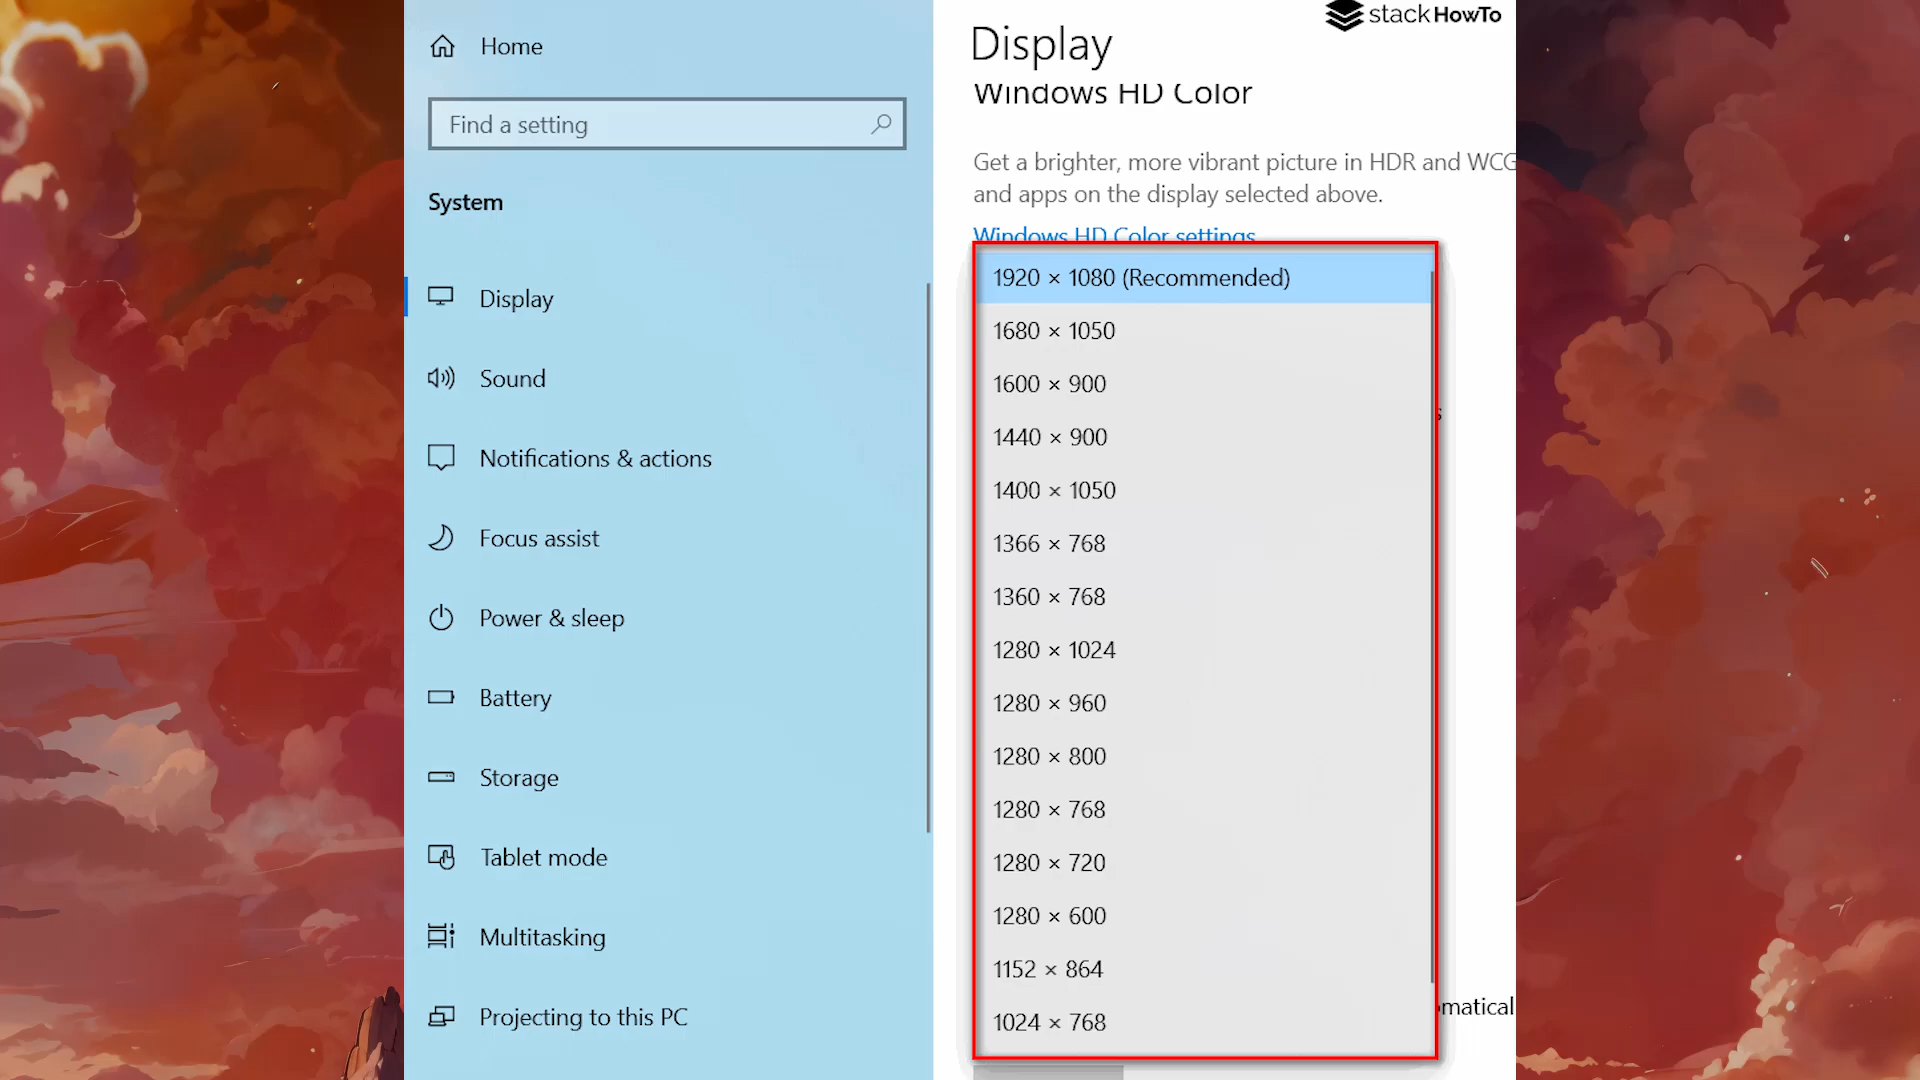 Home
Find a setting
System
Display
Sound
Notifications & actions
Focus assist
Power & sleep
Battery
Storage
Tablet mode
Multitasking
Projecting to this PC
stackHowTo
Display
Windows HD Color
Get a brighter, more vibrant picture in HDR and WCG
and apps on the display selected above.
Windows HD Color settings
1920 × 1080 (Recommended)
1680 × 1050
1600 × 900
1440 × 900
1400 × 1050
1366 × 768
1360 × 768
1280 × 1024
1280 × 960
1280 × 800
1280 × 768
1280 × 720
1280 × 600
1152 × 864
1024 × 768